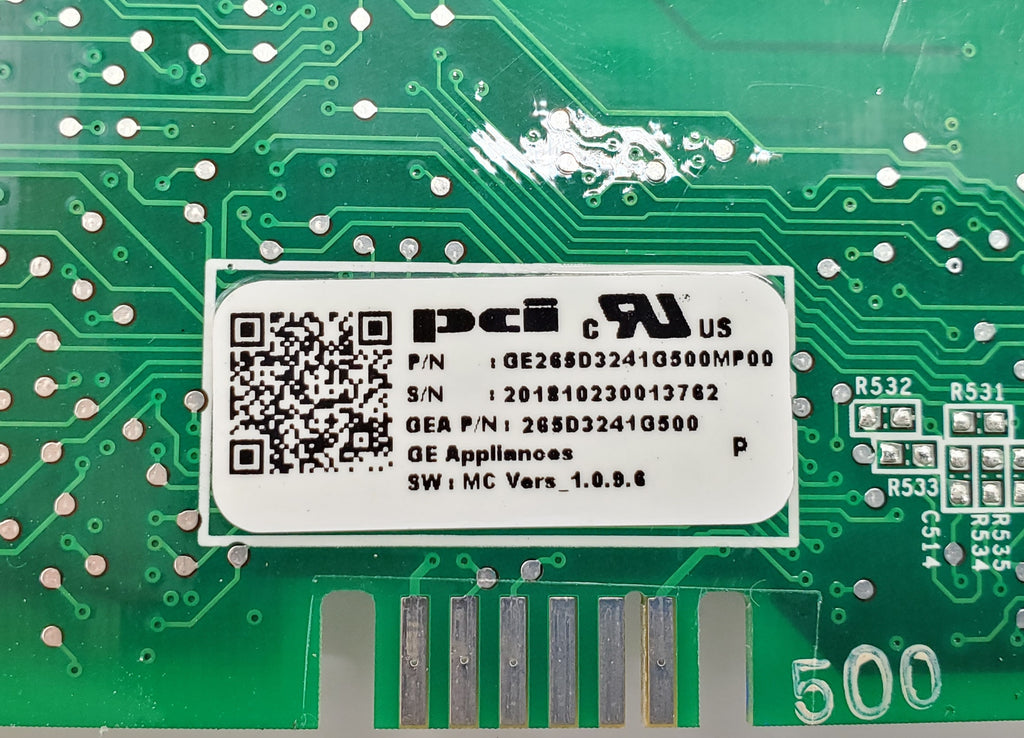 pci c RU US
P/N : GE265D3241G500MP00
S/N : 201810230013762
GEA P/N: 265D3241G500
GE Appliances P
SW: MC Vers_1.0.9.6
R532 R531
R533
C514 R534 R535
500